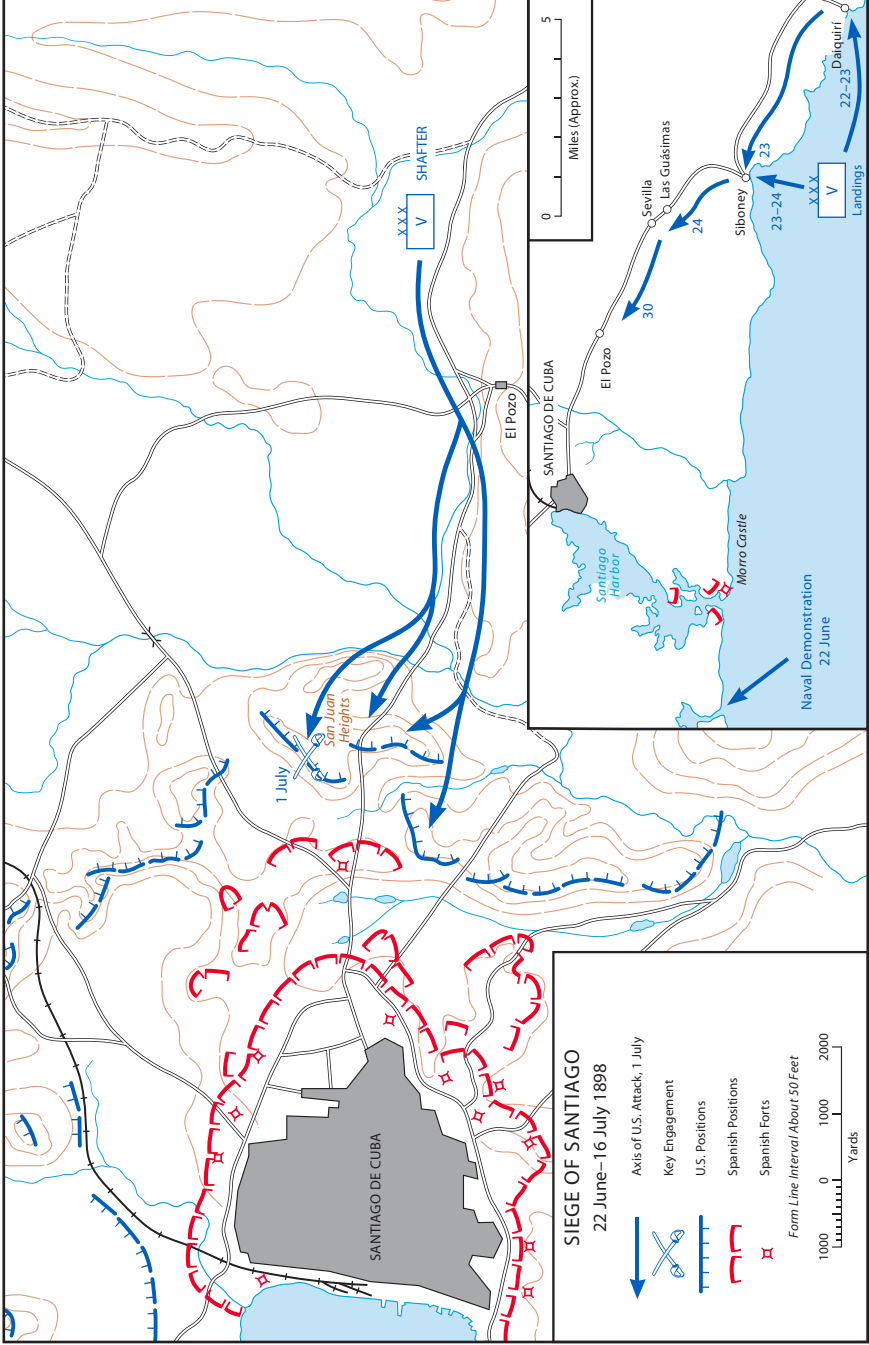 SIEGE OF SANTIAGO
22 June–16 July 1898
Axis of U.S. Attack, 1 July
Key Engagement
U.S. Positions
Spanish Positions
Spanish Forts
Form Line Interval About 50 Feet
1000
0
1000
2000
Yards
SANTIAGO DE CUBA
1 July
San Juan
Heights
El Pozo
XXX
V
SHAFTER
0
5
Miles (Approx.)
SANTIAGO DE CUBA
Santiago
Harbor
Morro Castle
Naval Demonstration
22 June
El Pozo
30
Sevilla
Las Guásimas
24
Siboney
23–24
23
XXX
V
Landings
22–23
Daiquirí